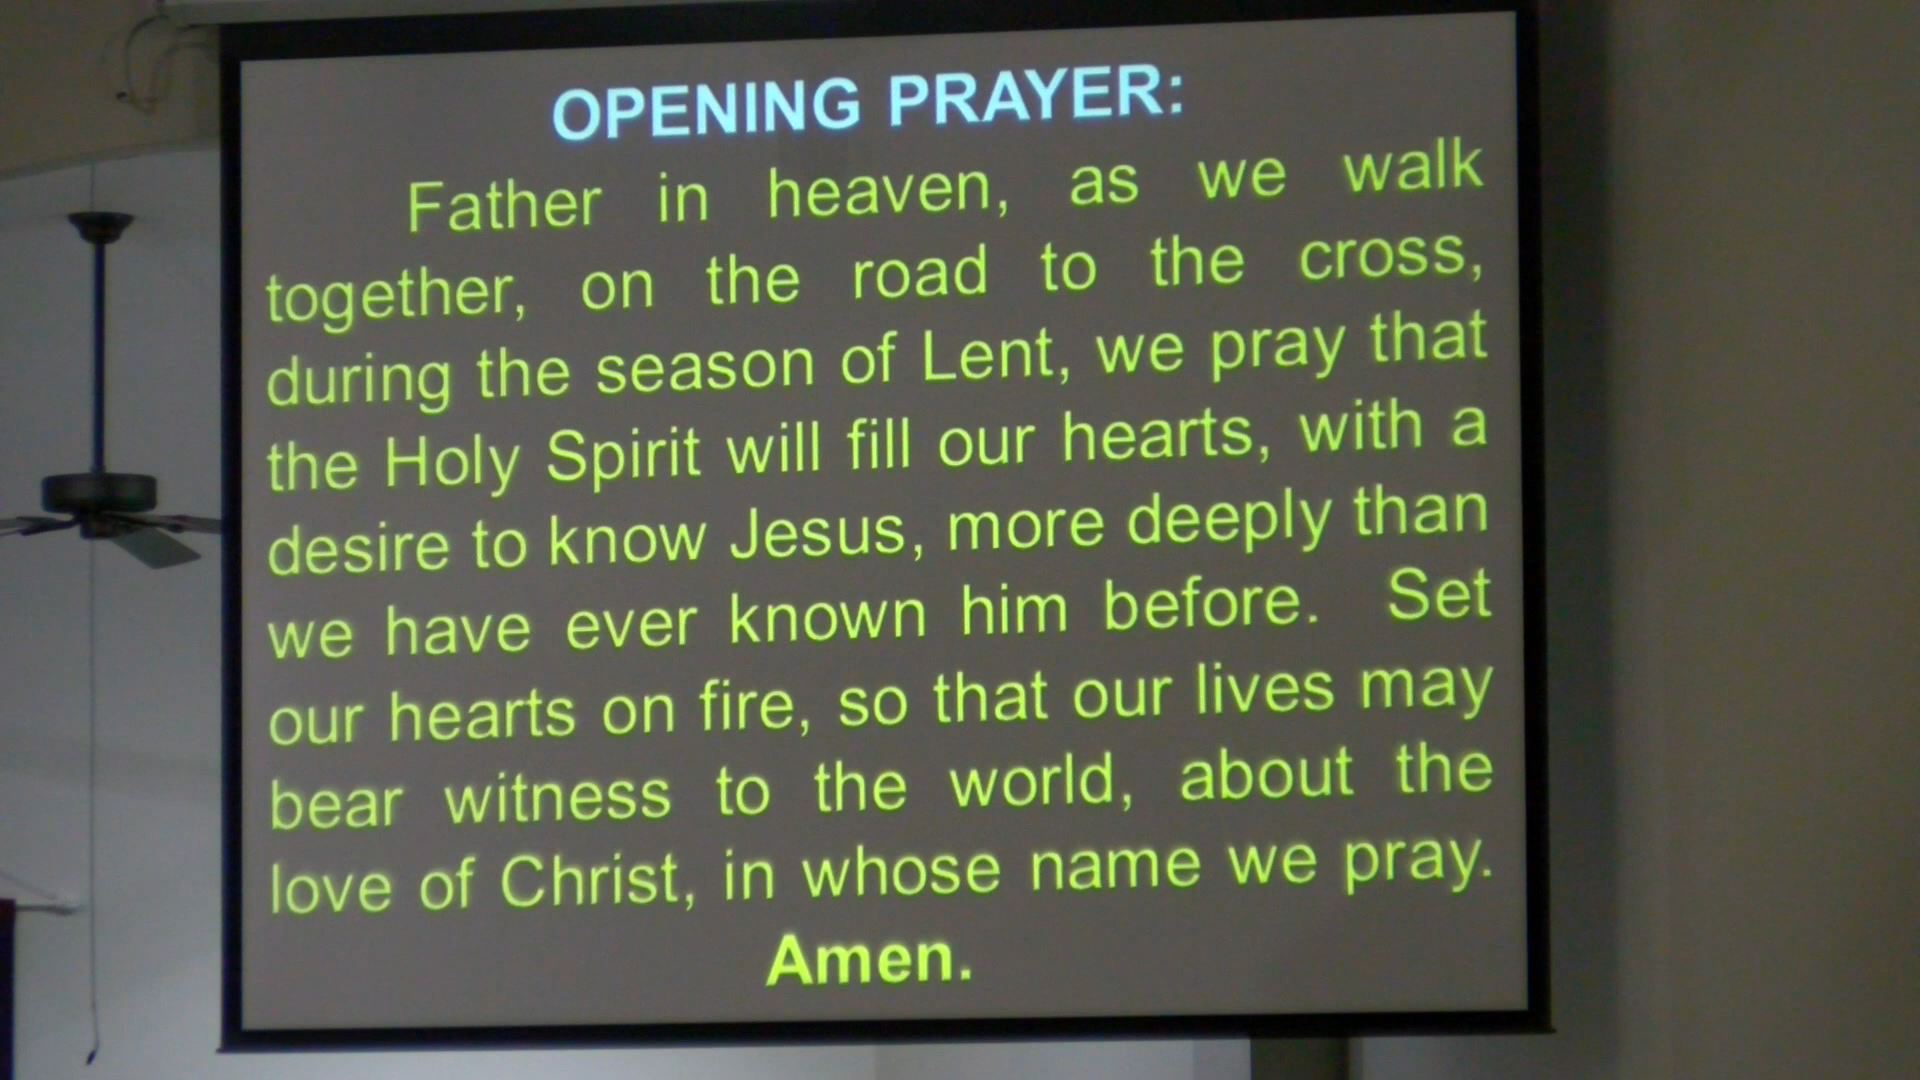 OPENING PRAYER:
Father in heaven, as we walk
together, on the road to the cross,
during the season of Lent, we pray that
the Holy Spirit will fill our hearts, with a
desire to know Jesus, more deeply than
we have ever known him before. Set
our hearts on fire, so that our lives may
bear witness to the world, about the
love of Christ, in whose name we pray.
Amen.